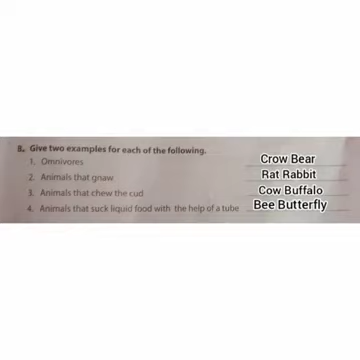 B. Give two examples for each of the following.
1. Omnivores Crow Bear
2. Animals that gnaw Rat Rabbit
3. Animals that chew the cud Cow Buffalo
4. Animals that suck liquid food with the help of a tube Bee Butterfly